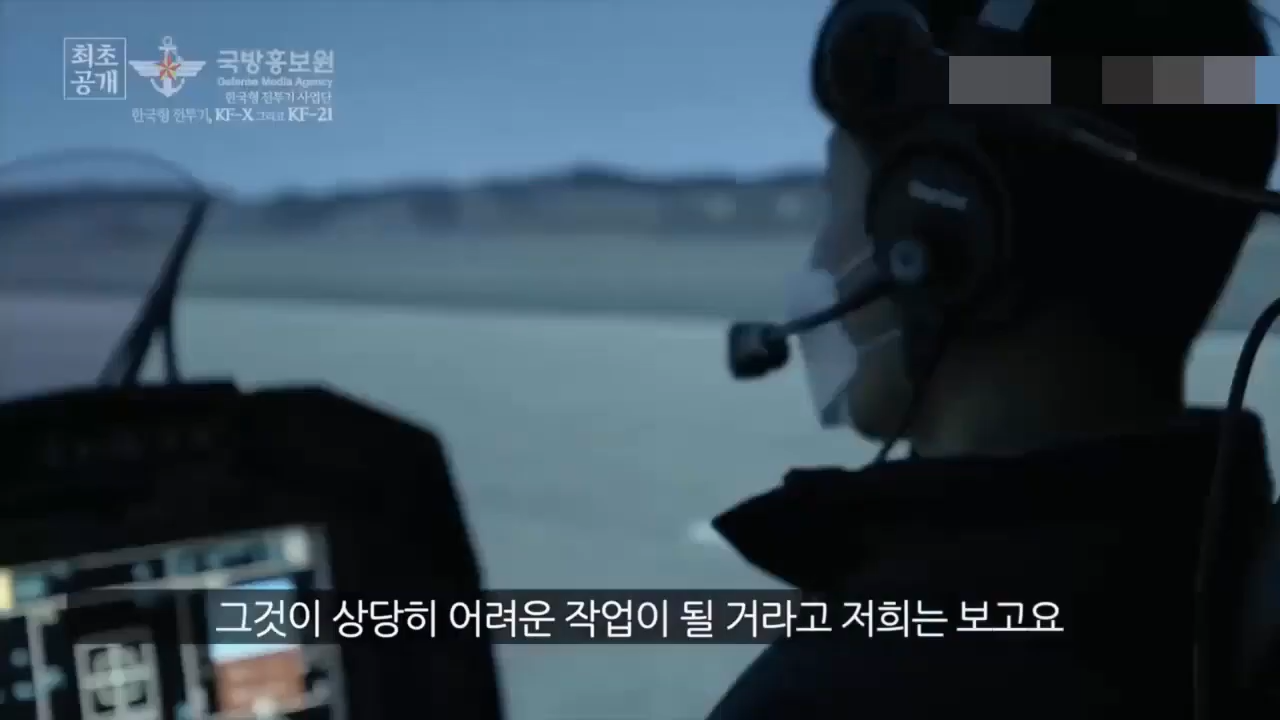 최초
공개
국방홍보원
Defense Media Agency
한국형 전투기 사업단
한국형 전투기, KF-X 그리고 KF-21
그것이 상당히 어려운 작업이 될 거라고 저희는 보고요